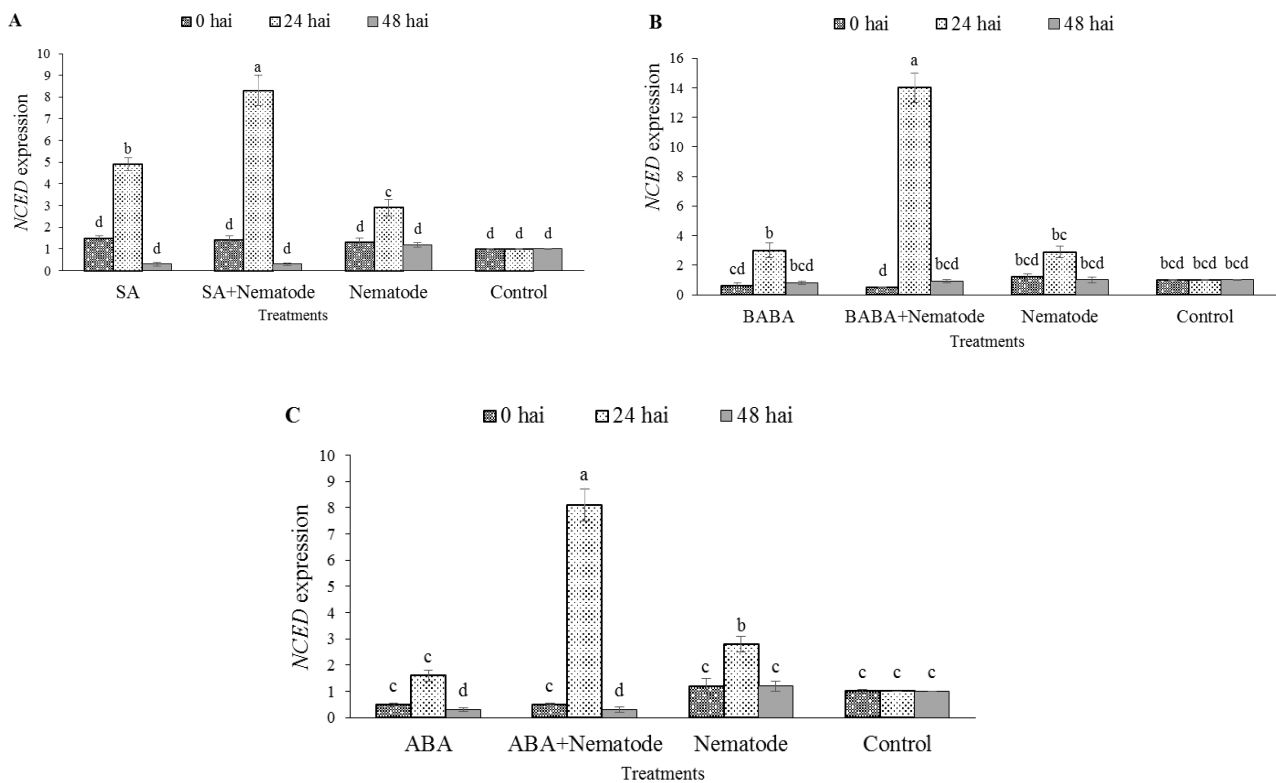 A
0 hai 24 hai 48 hai
10
9
8
7
6
5
4
3
2
1
0
NCED expression
d b d
d a d
d c d
d d d
SA SA+Nematode Nematode Control
Treatments
B
0 hai 24 hai 48 hai
16
14
12
10
8
6
4
2
0
NCED expression
cd b bcd
d a bcd
bcd bc bcd
bcd bcd bcd
BABA BABA+Nematode Nematode Control
Treatments
C
0 hai 24 hai 48 hai
10
9
8
7
6
5
4
3
2
1
0
NCED expression
c c d
c a d
c b c
c c c
ABA ABA+Nematode Nematode Control
Treatments